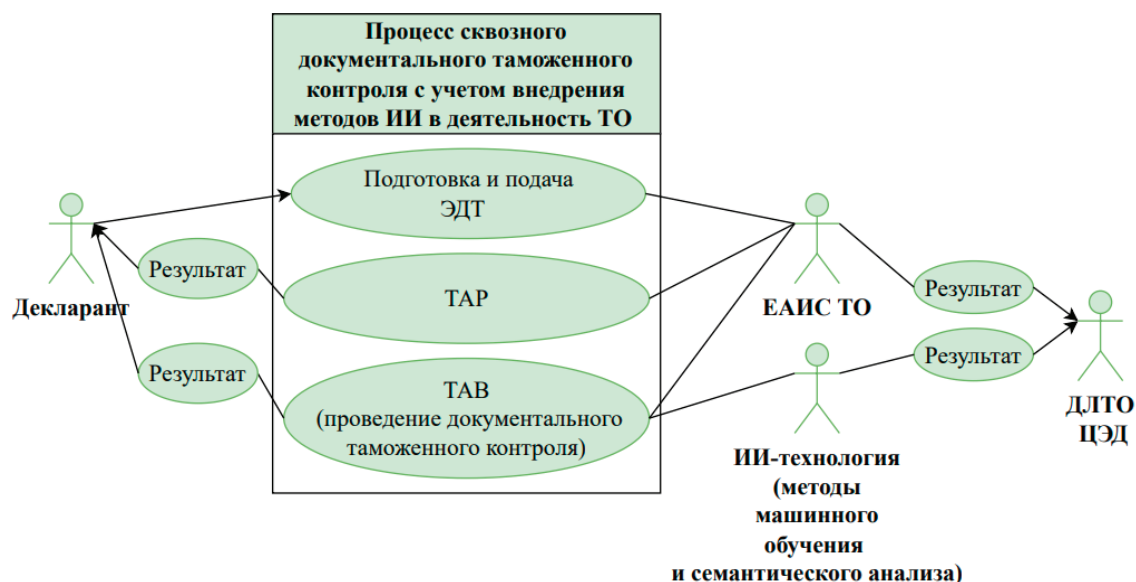 Процесс сквозного
документального таможенного
контроля с учетом внедрения
методов ИИ в деятельность ТО
Подготовка и подача
ЭДТ
Результат
Декларант
ТАР
ЕАИС ТО
Результат
Результат
ТАВ
(проведение документального
таможенного контроля)
Результат
ДЛТО
ЦЭД
ИИ-технология
(методы
машинного
обучения
и семантического анализа)